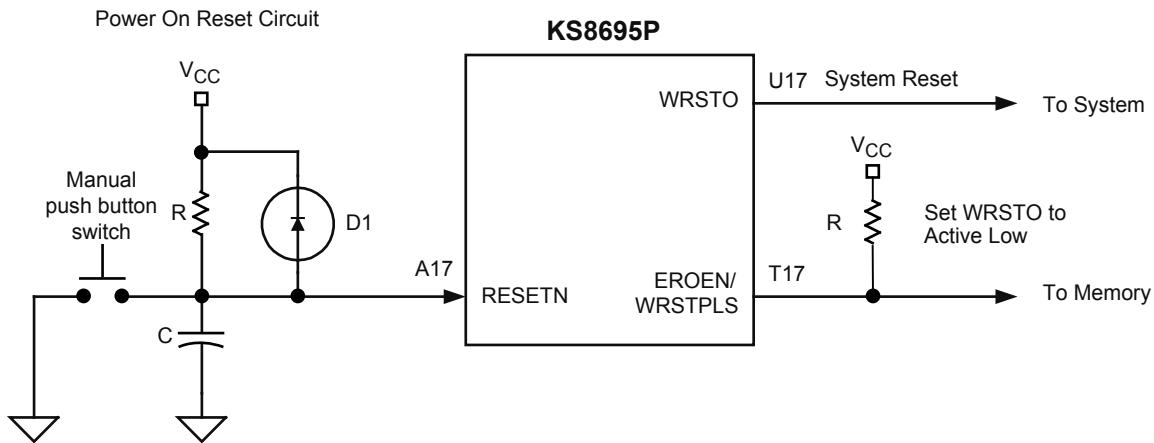 Power On Reset Circuit
KS8695P
VCC
U17
System Reset
WRSTO
To System
VCC
Manual
push button
switch
R
D1
R
Set WRSTO to
Active Low
A17
T17
RESETN
EROEN/
WRSTPLS
To Memory
C